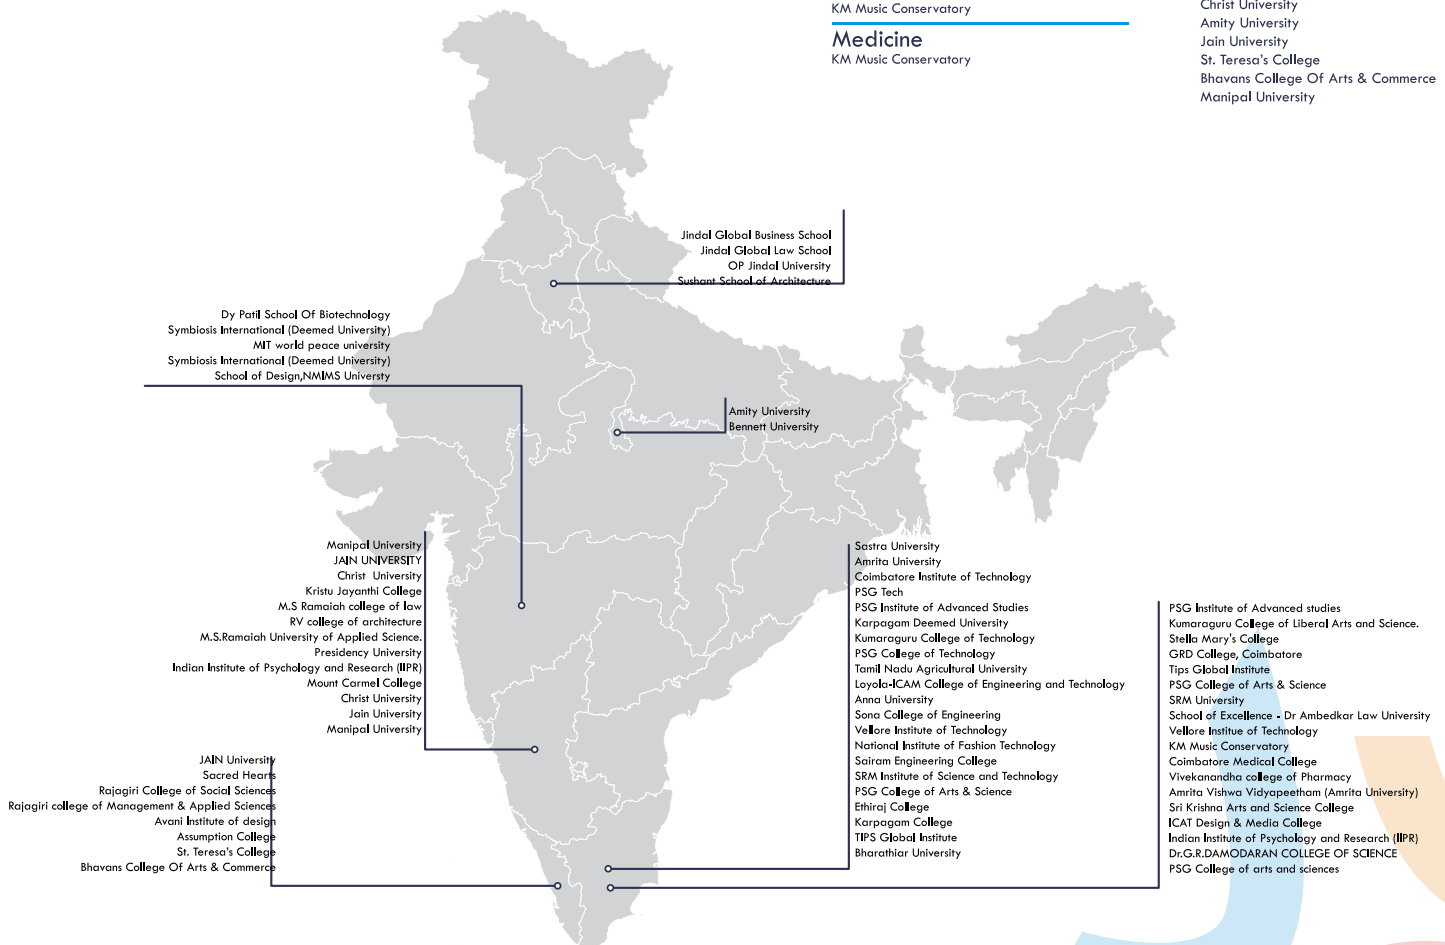 KM Music Conservatory
Medicine
KM Music Conservatory
Christ University
Amity University
Jain University
St. Teresa's College
Bhavans College Of Arts & Commerce
Manipal University
Jindal Global Business School
Jindal Global Law School
OP Jindal University
Sushant School of Architecture
Dy Patil School Of Biotechnology
Symbiosis International (Deemed University)
MIT world peace university
Symbiosis International (Deemed University)
School of Design,NMIMS Universty
Amity University
Bennett University
Manipal University
JAIN UNIVERSITY
Christ University
Kristu Jayanthi College
M.S Ramaiah college of law
RV college of architecture
M.S.Ramaiah University of Applied Science.
Presidency University
Indian Institute of Psychology and Research (IIPR)
Mount Carmel College
Christ University
Jain University
Manipal University
JAIN University
Sacred Hearts
Rajagiri College of Social Sciences
Rajagiri college of Management & Applied Sciences
Avani Institute of design
Assumption College
St. Teresa's College
Bhavans College Of Arts & Commerce
Sastra University
Amrita University
Coimbatore Institute of Technology
PSG Tech
PSG Institute of Advanced Studies
Karpagam Deemed University
Kumaraguru College of Technology
PSG College of Technology
Tamil Nadu Agricultural University
Loyola-ICAM College of Engineering and Technology
Anna University
Sona College of Engineering
Vellore Institute of Technology
National Institute of Fashion Technology
Sairam Engineering College
SRM Institute of Science and Technology
PSG College of Arts & Science
Ethiraj College
Karpagam College
TIPS Global Institute
Bharathiar University
PSG Institute of Advanced studies
Kumaraguru College of Liberal Arts and Science.
Stella Mary's College
GRD College, Coimbatore
Tips Global Institute
PSG College of Arts & Science
SRM University
School of Excellence - Dr Ambedkar Law University
Vellore Institue of Technology
KM Music Conservatory
Coimbatore Medical College
Vivekanandha college of Pharmacy
Amrita Vishwa Vidyapeetham (Amrita University)
Sri Krishna Arts and Science College
ICAT Design & Media College
Indian Institute of Psychology and Research (IIPR)
Dr.G.R.DAMODARAN COLLEGE OF SCIENCE
PSG College of arts and sciences